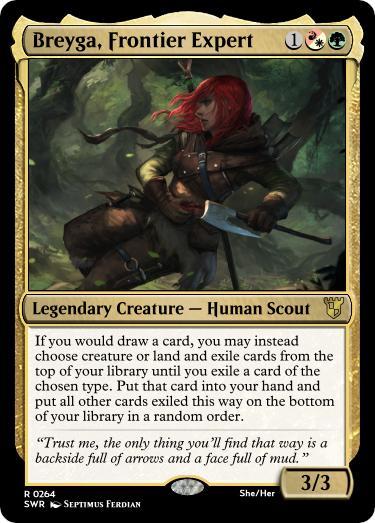 Breyga, Frontier Expert 1
Legendary Creature — Human Scout
If you would draw a card, you may instead
choose creature or land and exile cards from the
top of your library until you exile a card of the
chosen type. Put that card into your hand and
put all other cards exiled this way on the bottom
of your library in a random order.
“Trust me, the only thing you’ll find that way is a
backside full of arrows and a face full of mud.”
3/3
R 0264 She/Her
SWR Septimus Ferdian